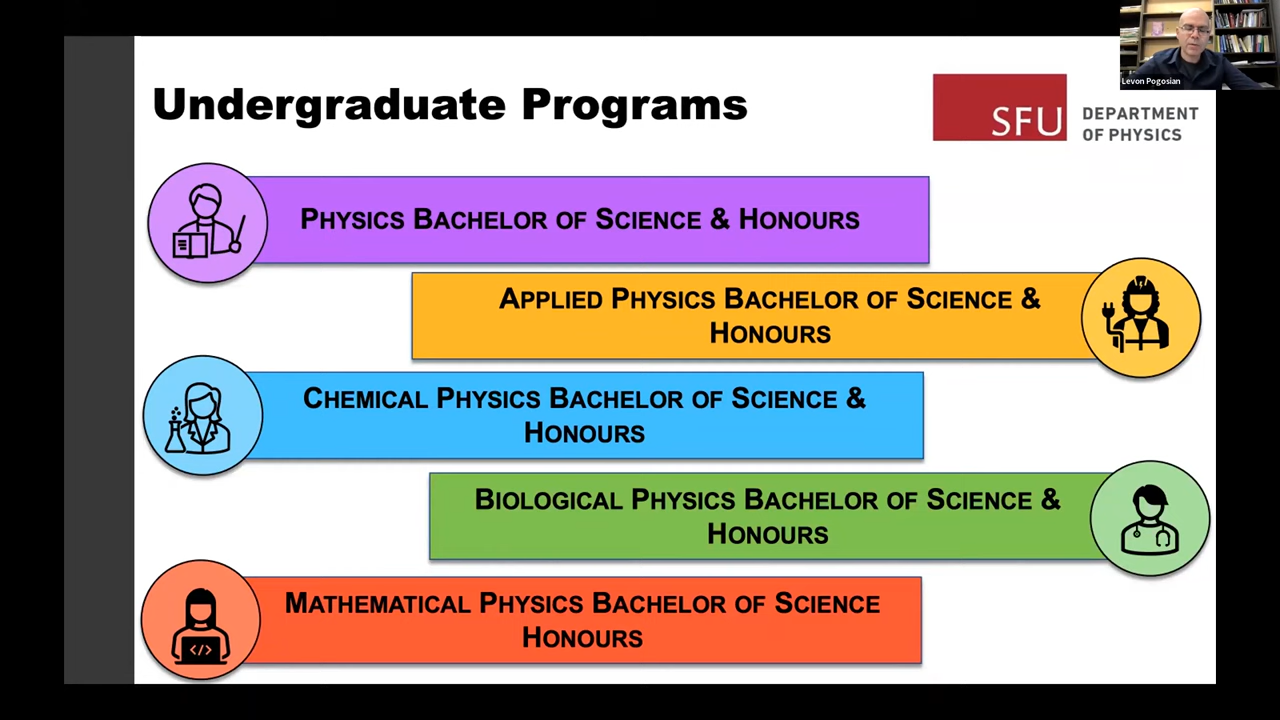 Levon Pogosian
Undergraduate Programs
SFU
DEPARTMENT
OF PHYSICS
PHYSICS BACHELOR OF SCIENCE & HONOURS
APPLIED PHYSICS BACHELOR OF SCIENCE &
HONOURS
CHEMICAL PHYSICS BACHELOR OF SCIENCE &
HONOURS
BIOLOGICAL PHYSICS BACHELOR OF SCIENCE &
HONOURS
MATHEMATICAL PHYSICS BACHELOR OF SCIENCE
HONOURS